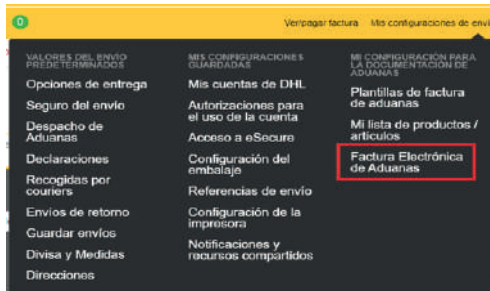 0
Ver/pagar factura Mis configuraciones de enví
VALORES DEL ENVÍO
PREDETERMINADOS
Opciones de entrega
Seguro del envío
Despacho de
Aduanas
Declaraciones
Recogidas por
couriers
Envíos de retorno
Guardar envíos
Divisa y Medidas
Direcciones
MIS CONFIGURACIONES
GUARDADAS
Mis cuentas de DHL
Autorizaciones para
el uso de la cuenta
Acceso a eSecure
Configuración del
embalaje
Referencias de envío
Configuración de la
impresora
Notificaciones y
recursos compartidos
MI CONFIGURACIÓN PARA
LA DOCUMENTACIÓN DE
ADUANAS
Plantillas de factura
de aduanas
Mi lista de productos /
artículos
Factura Electrónica
de Aduanas